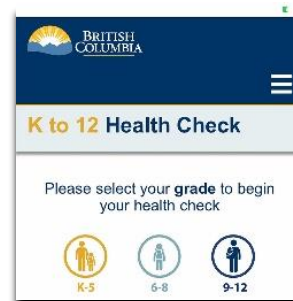 BRITISH
COLUMBIA
K to 12 Health Check
Please select your grade to begin
your health check
K-5 6-8 9-12